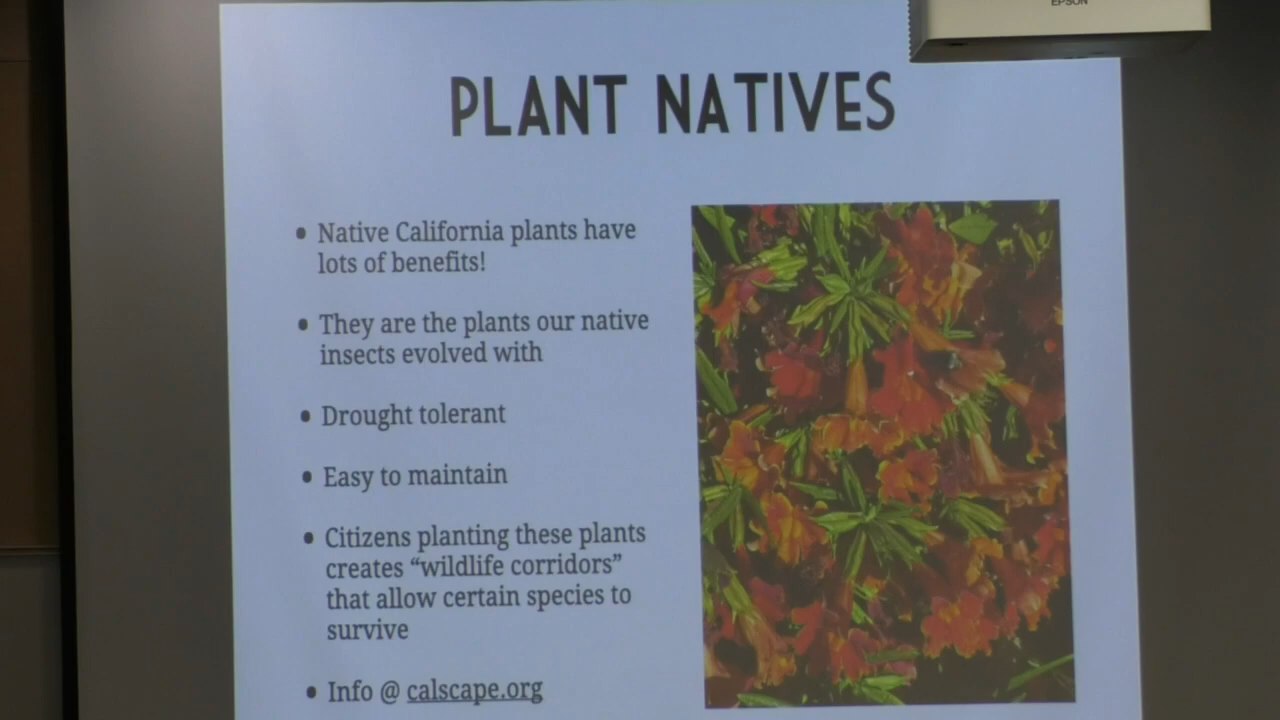 EPSON
PLANT NATIVES
• Native California plants have
lots of benefits!
• They are the plants our native
insects evolved with
• Drought tolerant
• Easy to maintain
• Citizens planting these plants
creates “wildlife corridors”
that allow certain species to
survive
• Info @ calscape.org